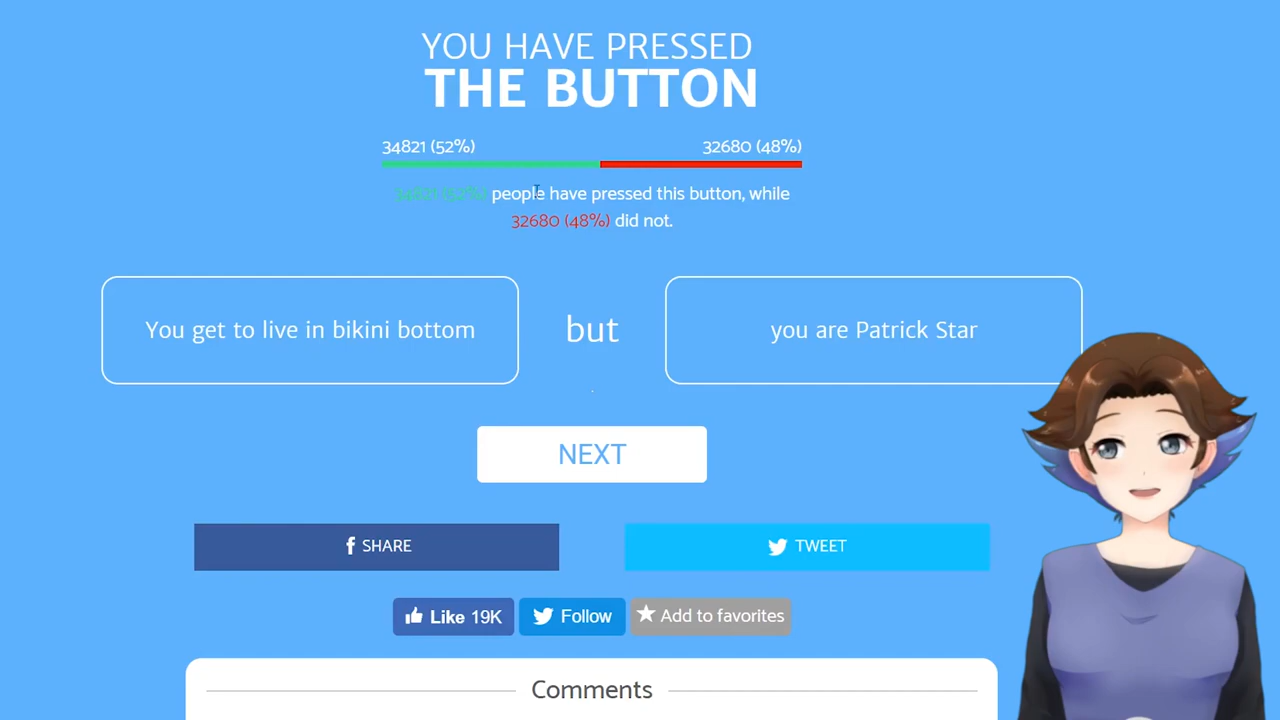 YOU HAVE PRESSED
THE BUTTON
34821 (52%) 32680 (48%)
34821 (52%) people have pressed this button, while
32680 (48%) did not.
You get to live in bikini bottom but you are Patrick Star
NEXT
f SHARE TWEET
Like 19K Follow Add to favorites
Comments